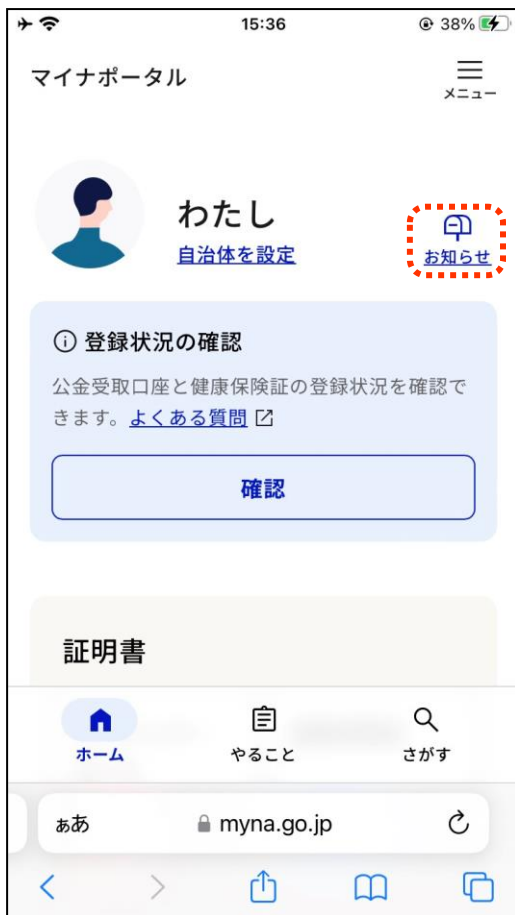 15:36
38%
マイナポータル
メニュー
わたし
自治体を設定
お知らせ
登録状況の確認
公金受取口座と健康保険証の登録状況を確認で
きます。よくある質問
確認
証明書
ホーム
やること
さがす
ぁあ
myna.go.jp